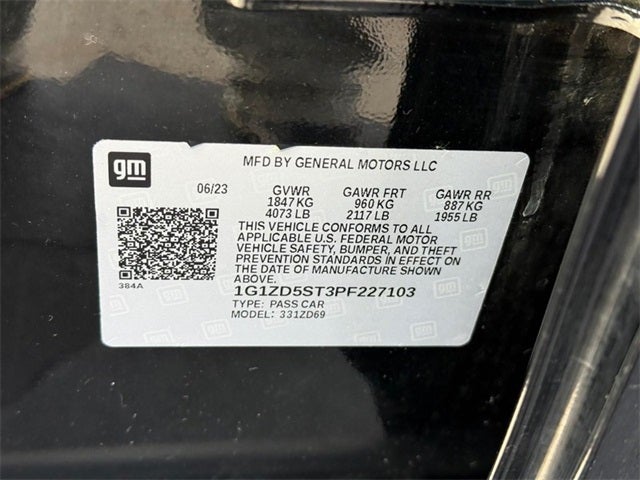 gm
MFD BY GENERAL MOTORS LLC
06/23 GVWR GAWR FRT GAWR RR
1847 KG 960 KG 887 KG
4073 LB 2117 LB 1955 LB
THIS VEHICLE CONFORMS TO ALL
APPLICABLE U.S. FEDERAL MOTOR
VEHICLE SAFETY, BUMPER, AND THEFT
PREVENTION STANDARDS IN EFFECT ON
THE DATE OF MANUFACTURE SHOWN
ABOVE.
384A
1G1ZD5ST3PF227103
TYPE: PASS CAR
MODEL: 331ZD69